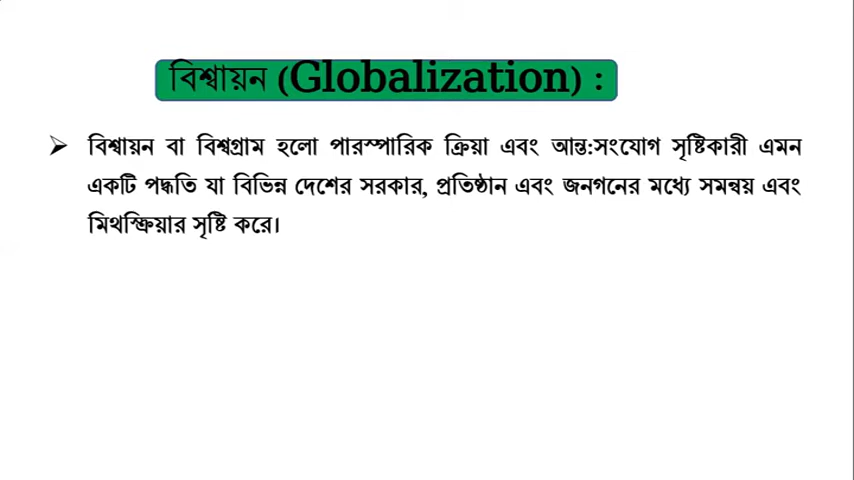 বিশ্বায়ন (Globalization) :
➢ বিশ্বায়ন বা বিশ্বগ্রাম হলো পারস্পারিক ক্রিয়া এবং আন্ত:সংযোগ সৃষ্টিকারী এমন
একটি পদ্ধতি যা বিভিন্ন দেশের সরকার, প্রতিষ্ঠান এবং জনগনের মধ্যে সমন্বয় এবং
মিথস্ক্রিয়ার সৃষ্টি করে।